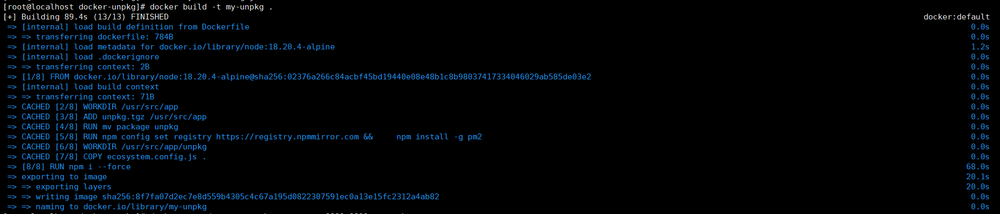 [root@localhost docker-unpkg]# docker build -t my-unpkg .
[+] Building 89.4s (13/13) FINISHED docker:default
=> [internal] load build definition from Dockerfile 0.0s
=> => transferring dockerfile: 784B 0.0s
=> [internal] load metadata for docker.io/library/node:18.20.4-alpine 1.2s
=> [internal] load .dockerignore 0.0s
=> => transferring context: 2B 0.0s
=> [1/8] FROM docker.io/library/node:18.20.4-alpine@sha256:02376a266c84acbf45bd19440e08e48b1c8b98037417334046029ab585de03e2 0.0s
=> [internal] load build context 0.0s
=> => transferring context: 71B 0.0s
=> CACHED [2/8] WORKDIR /usr/src/app 0.0s
=> CACHED [3/8] ADD unpkg.tgz /usr/src/app 0.0s
=> CACHED [4/8] RUN mv package unpkg 0.0s
=> CACHED [5/8] RUN npm config set registry https://registry.npmmirror.com &&     npm install -g pm2 0.0s
=> CACHED [6/8] WORKDIR /usr/src/app/unpkg 0.0s
=> CACHED [7/8] COPY ecosystem.config.js . 0.0s
=> [8/8] RUN npm i --force 68.0s
=> exporting to image 20.1s
=> => exporting layers 20.0s
=> => writing image sha256:8f7fa07d2ec7e8d559b4305c4c67a195d0822307591ec0a13e15fc2312a4ab82 0.0s
=> => naming to docker.io/library/my-unpkg 0.0s